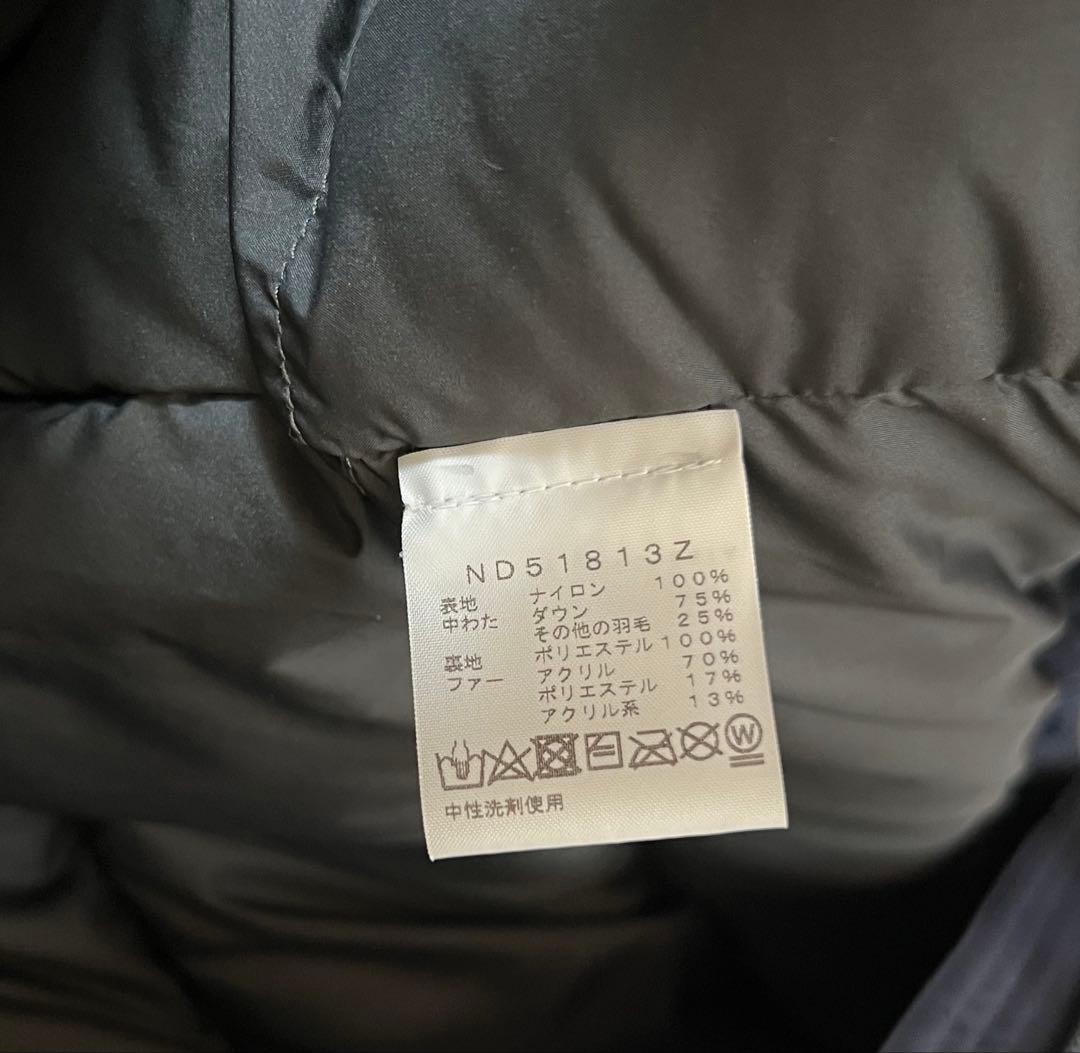 ND51813Z
表地 ナイロン 100%
中わた ダウン 75%
その他の羽毛 25%
裏地 ポリエステル 100%
ファー アクリル 70%
ポリエステル 17%
アクリル系 13%
W
中性洗剤使用